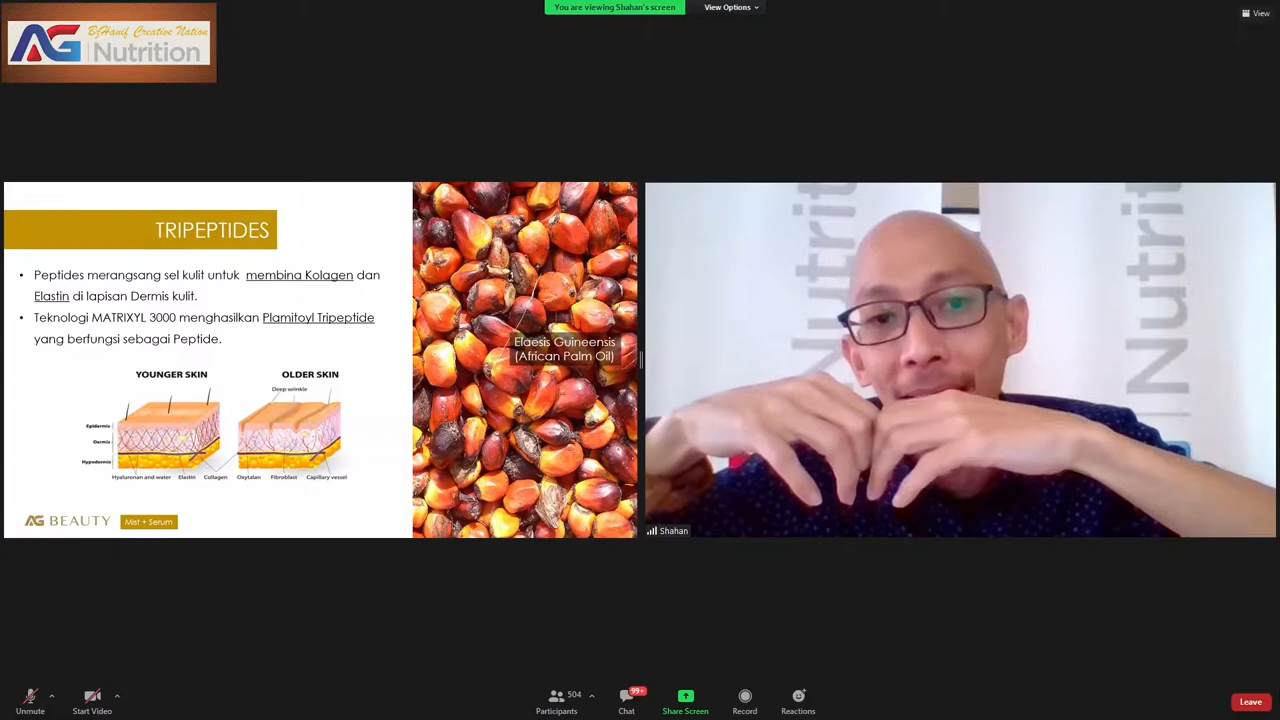 You are viewing Shahan's screen
View Options
View
AG
BzHanif Creative Nation
Nutrition
TRIPEPTIDES
• Peptides merangsang sel kulit untuk membina Kolagen dan
Elastin di lapisan Dermis kulit.
• Teknologi MATRIXYL 3000 menghasilkan Plamitoyl Tripeptide
yang berfungsi sebagai Peptide.
YOUNGER SKIN
OLDER SKIN
Deep wrinkle
Epidermis
Dermis
Hypodermis
Hyaluronan and water
Elastin
Collagen
Oxytalan
Fibroblast
Capillary vessel
AG BEAUTY
Mist + Serum
Elaesis Guineensis
(African Palm Oil)
Nutrit
Nutrit
Nutrit
Shahan
Unmute
Start Video
504
Participants
99+
Chat
Share Screen
Record
Reactions
Leave